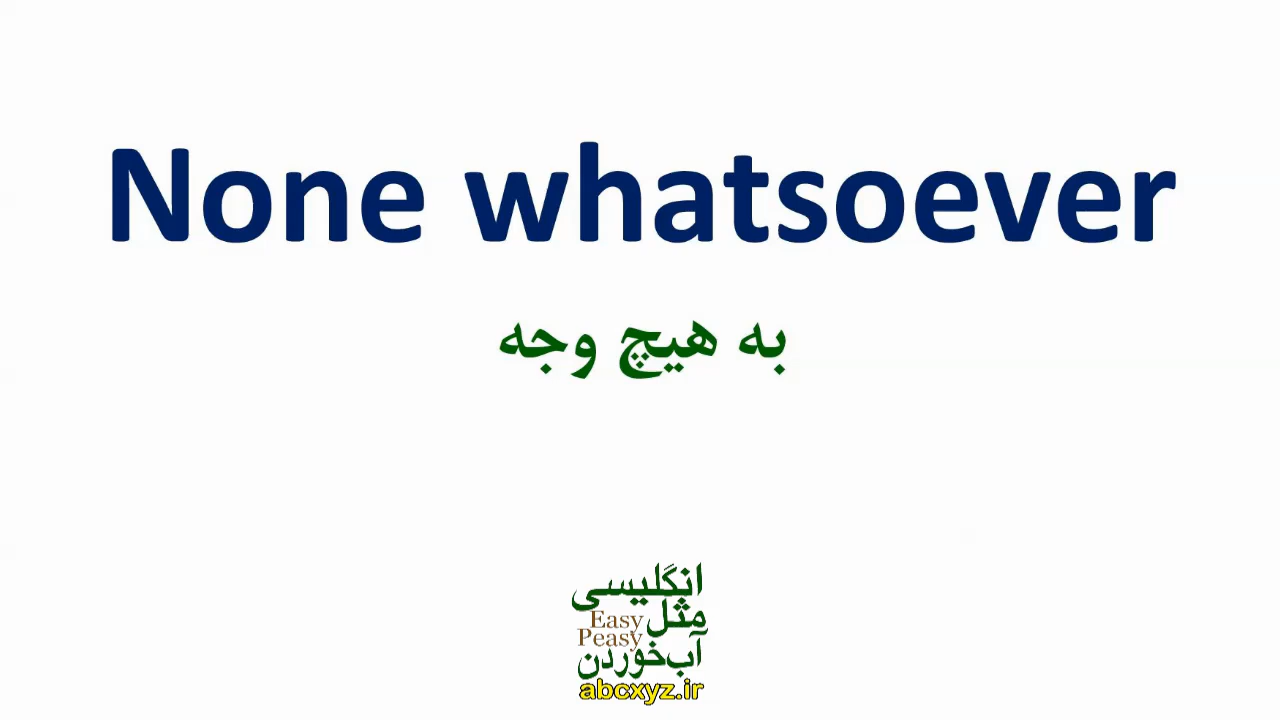 None whatsoever
به هیچ وجه
انگلیسی
مثل
Easy
Peasy
آب‌خوردن
abcxyz.ir